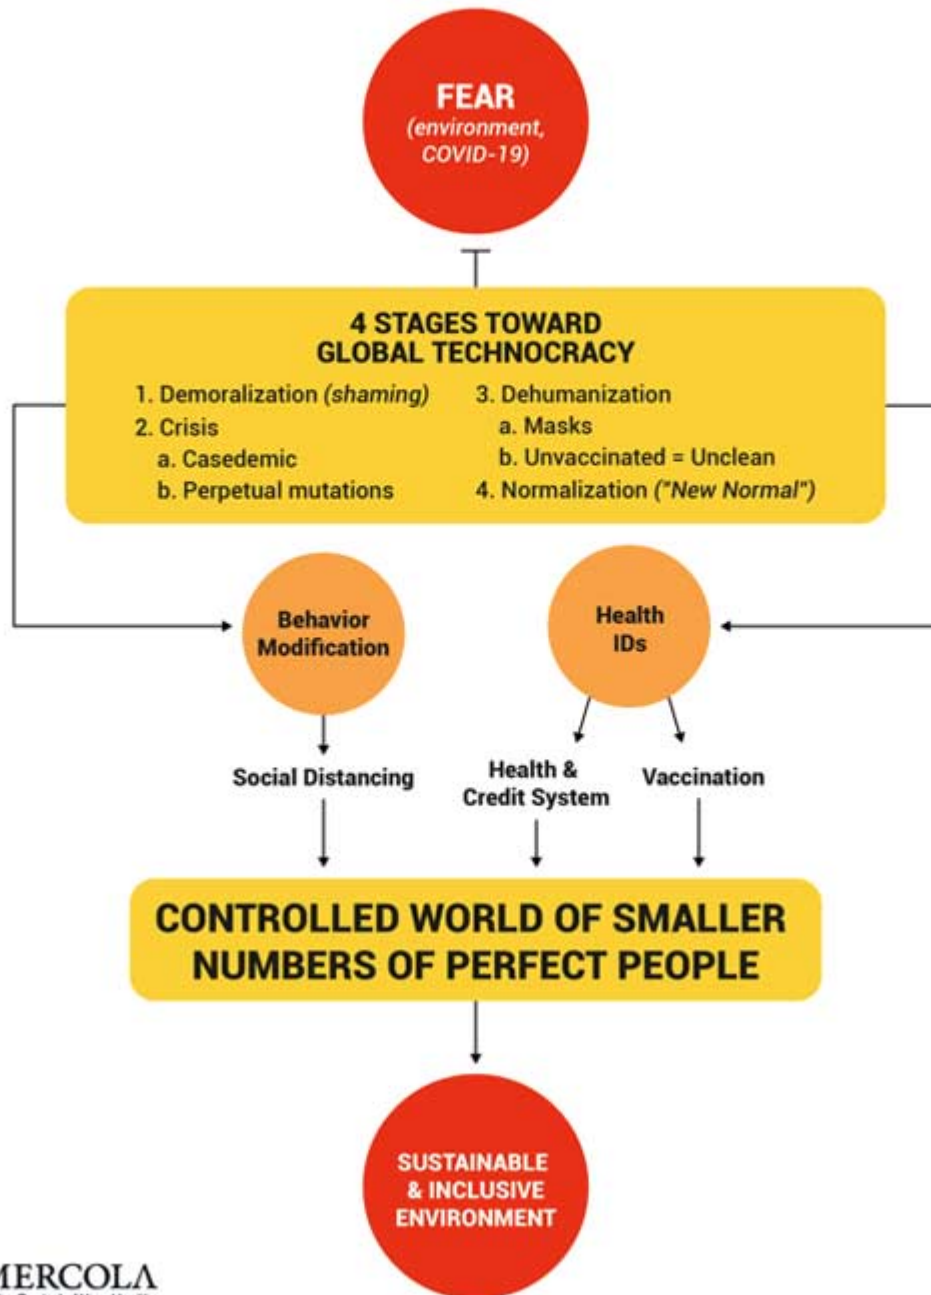 FEAR
(environment,
COVID-19)
4 STAGES TOWARD
GLOBAL TECHNOCRACY
1. Demoralization (shaming)
2. Crisis
a. Casedemic
b. Perpetual mutations
3. Dehumanization
a. Masks
b. Unvaccinated = Unclean
4. Normalization ("New Normal")
Behavior
Modification
Health
IDs
Social Distancing
Health &
Credit System
Vaccination
CONTROLLED WORLD OF SMALLER
NUMBERS OF PERFECT PEOPLE
SUSTAINABLE
& INCLUSIVE
ENVIRONMENT
MERCOLA